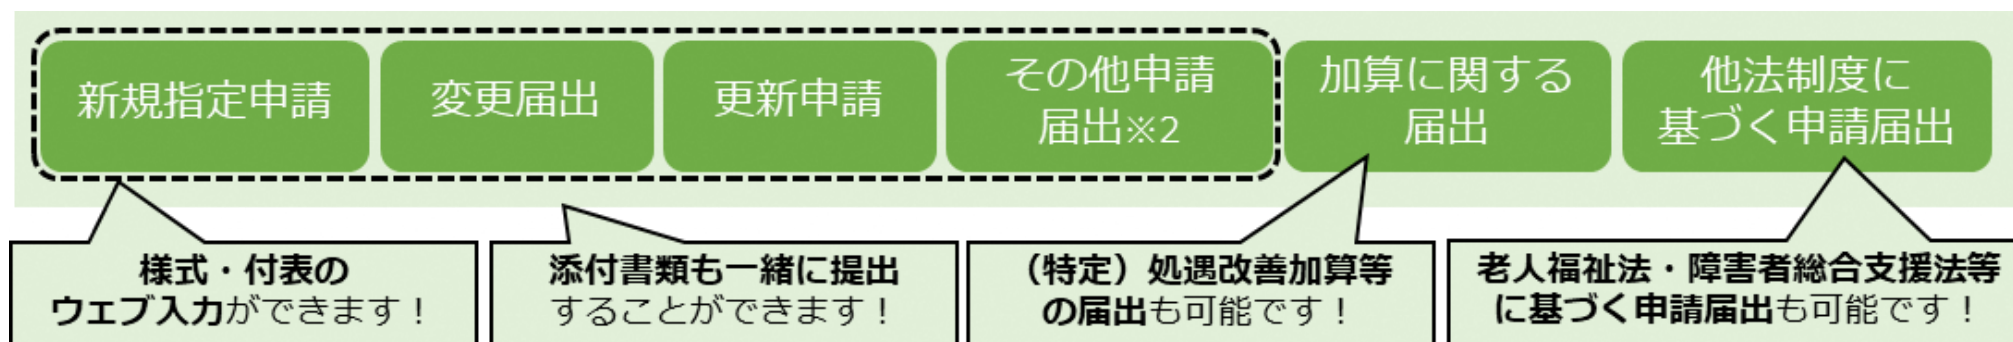 新規指定申請
変更届出
更新申請
その他申請
届出※2
加算に関する
届出
他法制度に
基づく申請届出
様式・付表の
ウェブ入力ができます！
添付書類も一緒に提出
することができます！
（特定）処遇改善加算等
の届出も可能です！
老人福祉法・障害者総合支援法等
に基づく申請届出も可能です！